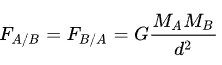 F_{A/B} = F_{B/A} = G\frac{M_A M_B}{d^2}